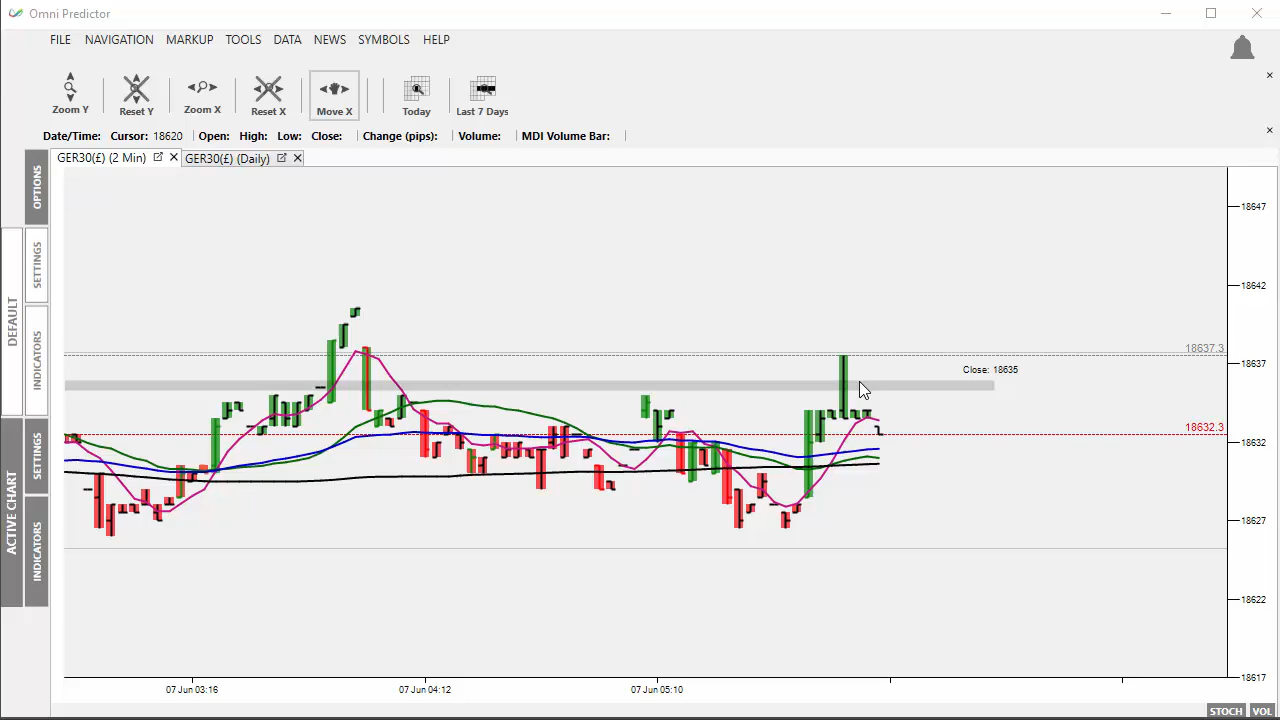 Omni Predictor
FILE NAVIGATION MARKUP TOOLS DATA NEWS SYMBOLS HELP
Zoom Y Reset Y Zoom X Reset X Move X Today Last 7 Days
Date/Time: Cursor: 18620 Open: High: Low: Close: Change (pips): Volume: MDI Volume Bar:
GER30(£) (2 Min) GER30(£) (Daily)
OPTIONS
DEFAULT
SETTINGS
INDICATORS
ACTIVE CHART
SETTINGS
INDICATORS
18647
18642
18637.3
18637
Close: 18635
18632.3
18632
18627
18622
18617
07 Jun 03:16 07 Jun 04:12 07 Jun 05:10
STOCH VOL